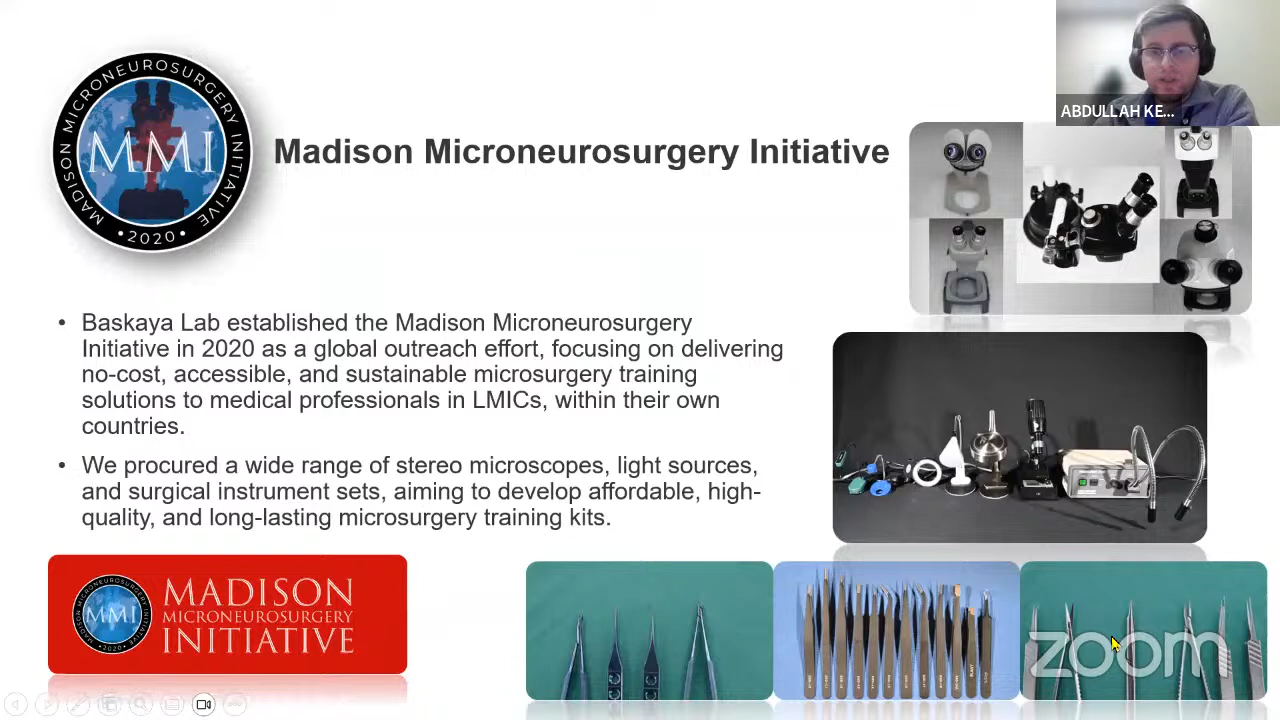 MADISON MICRONEUROSURGERY INITIATIVE
MMI
• 2020 •
Madison Microneurosurgery Initiative
ABDULLAH KE...
• Baskaya Lab established the Madison Microneurosurgery
Initiative in 2020 as a global outreach effort, focusing on delivering
no-cost, accessible, and sustainable microsurgery training
solutions to medical professionals in LMICs, within their own
countries.
• We procured a wide range of stereo microscopes, light sources,
and surgical instrument sets, aiming to develop affordable, high-
quality, and long-lasting microsurgery training kits.
MMI
MADISON
MICRONEUROSURGERY
INITIATIVE
zoom